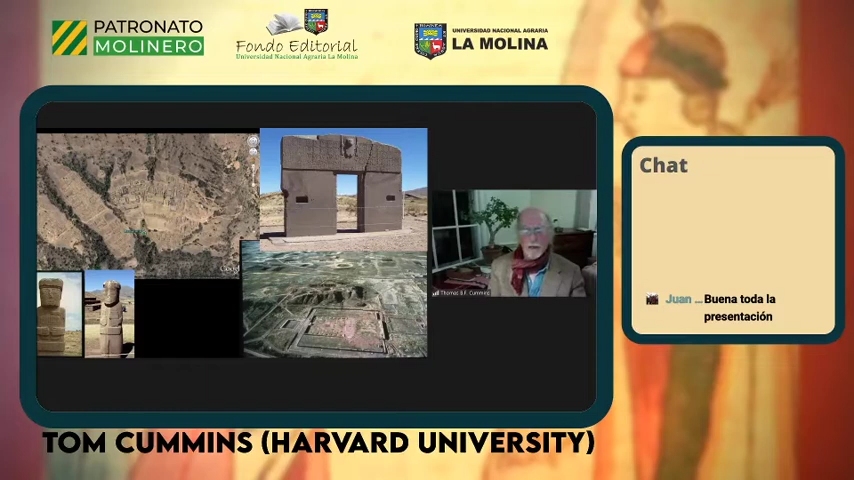 PATRONATO
MOLINERO
Fondo Editorial
Universidad Nacional Agraria La Molina
UNIVERSIDAD NACIONAL AGRARIA
LA MOLINA
Google
Thomas B.F. Cummins
Chat
Juan ... Buena toda la
presentación
TOM CUMMINS (HARVARD UNIVERSITY)